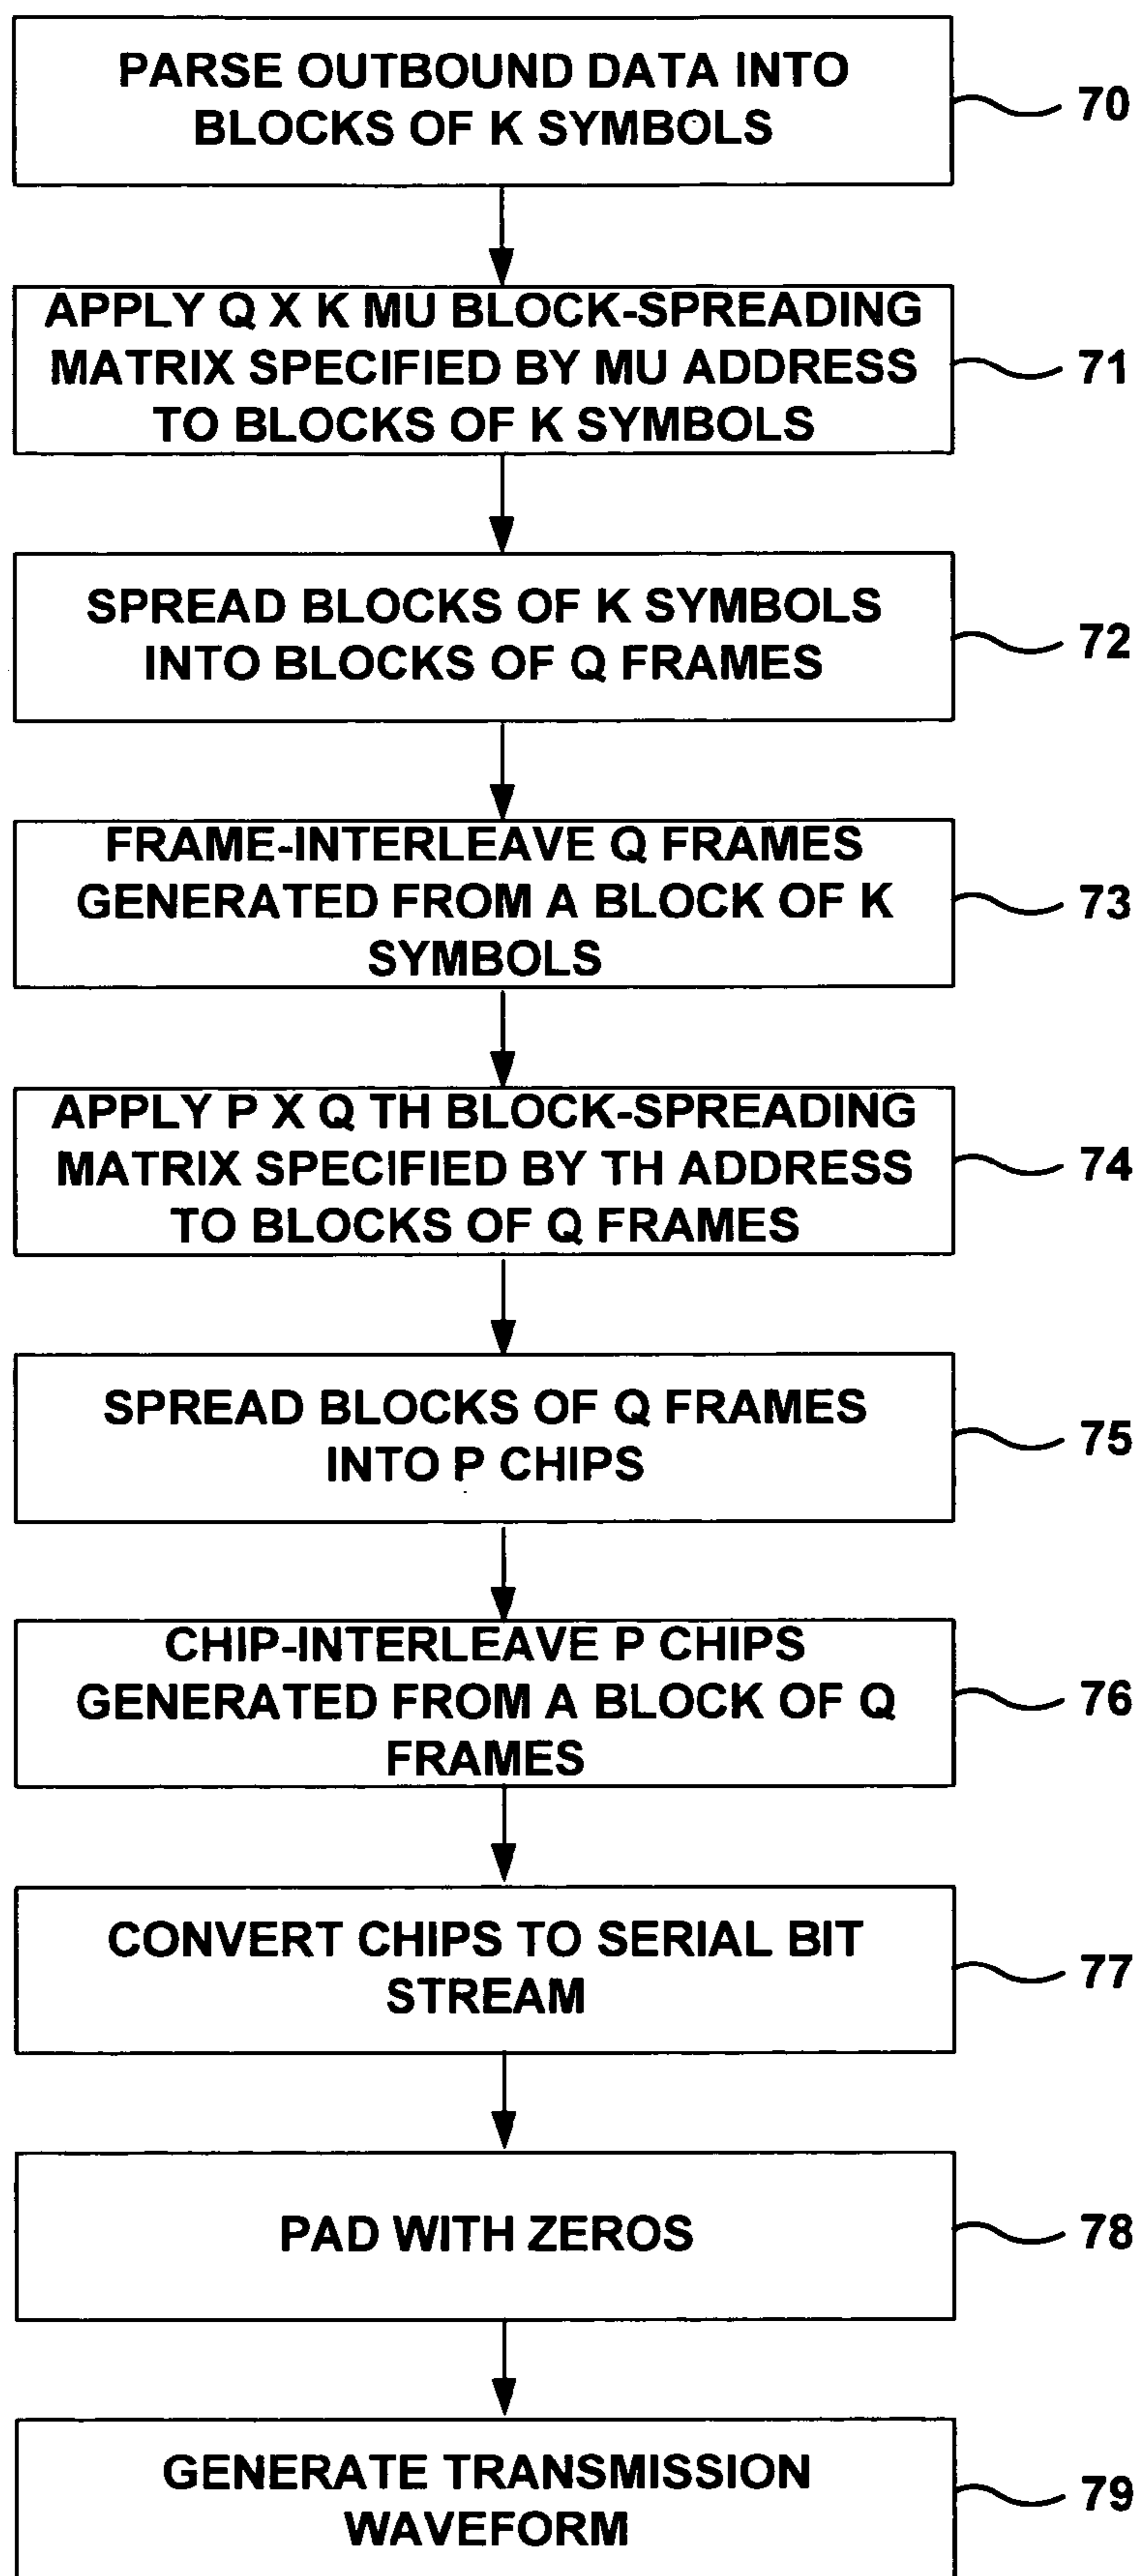 PARSE OUTBOUND DATA INTO
BLOCKS OF K SYMBOLS
70
APPLY Q X K MU BLOCK-SPREADING
MATRIX SPECIFIED BY MU ADDRESS
TO BLOCKS OF K SYMBOLS
71
SPREAD BLOCKS OF K SYMBOLS
INTO BLOCKS OF Q FRAMES
72
FRAME-INTERLEAVE Q FRAMES
GENERATED FROM A BLOCK OF K
SYMBOLS
73
APPLY P X Q TH BLOCK-SPREADING
MATRIX SPECIFIED BY TH ADDRESS
TO BLOCKS OF Q FRAMES
74
SPREAD BLOCKS OF Q FRAMES
INTO P CHIPS
75
CHIP-INTERLEAVE P CHIPS
GENERATED FROM A BLOCK OF Q
FRAMES
76
CONVERT CHIPS TO SERIAL BIT
STREAM
77
PAD WITH ZEROS
78
GENERATE TRANSMISSION
WAVEFORM
79